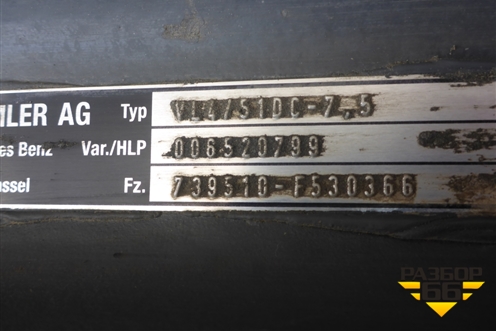 ILER AG Typ VL4/51DC-7,5
es Benz Var./HLP 006520799
ssel Fz. 739510-F530366
РАЗБОР
66